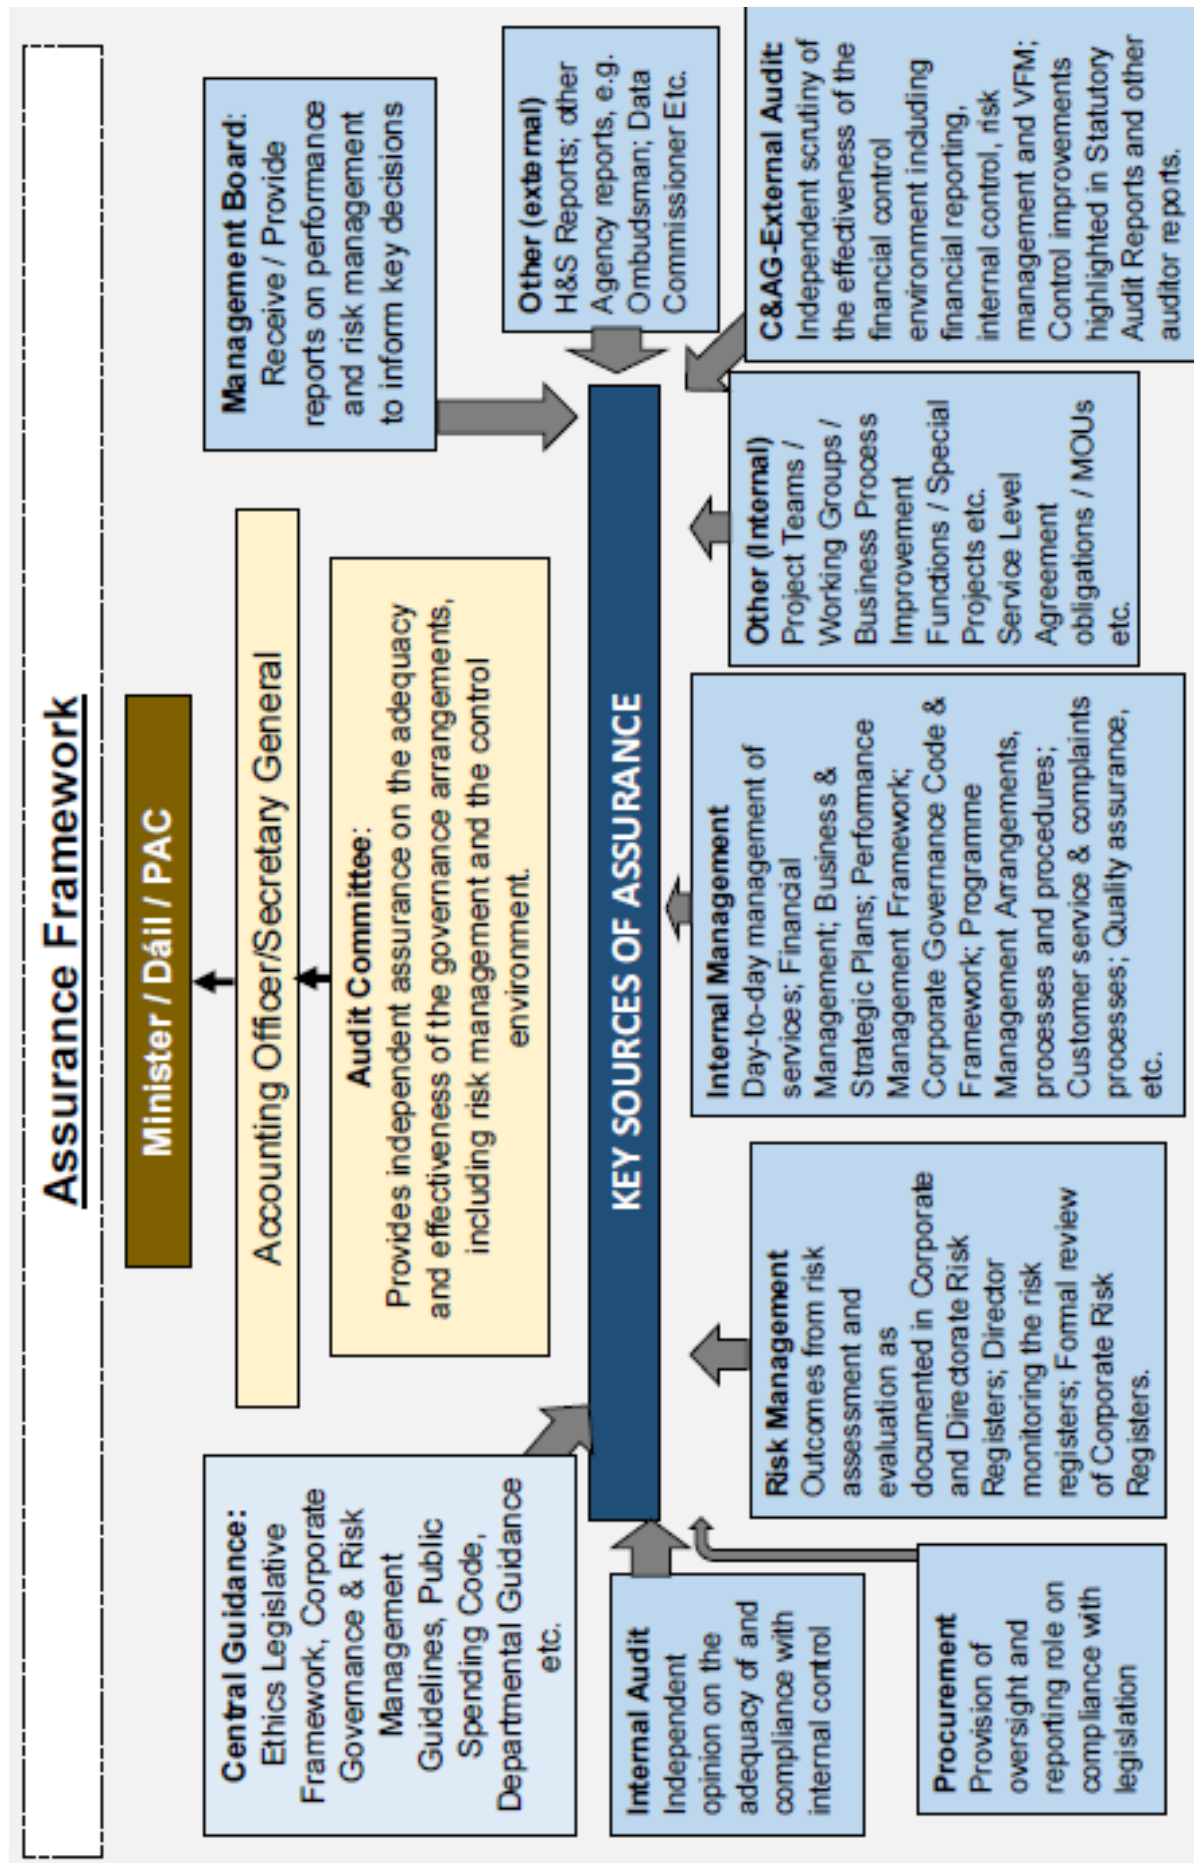 Assurance Framework
Minister / Dáil / PAC
Accounting Officer/Secretary General
Audit Committee:
Provides independent assurance on the adequacy
and effectiveness of the governance arrangements,
including risk management and the control
environment.
Central Guidance:
Ethics Legislative
Framework, Corporate
Governance & Risk
Management
Guidelines, Public
Spending Code,
Departmental Guidance
etc.
Management Board:
Receive / Provide
reports on performance
and risk management
to inform key decisions
KEY SOURCES OF ASSURANCE
Internal Audit
Independent
opinion on the
adequacy of and
compliance with
internal control
Procurement
Provision of
oversight and
reporting role on
compliance with
legislation
Risk Management
Outcomes from risk
assessment and
evaluation as
documented in Corporate
and Directorate Risk
Registers; Director
monitoring the risk
registers; Formal review
of Corporate Risk
Registers.
Internal Management
Day-to-day management of
services; Financial
Management; Business &
Strategic Plans; Performance
Management Framework;
Corporate Governance Code &
Framework; Programme
Management Arrangements,
processes and procedures;
Customer service & complaints
processes; Quality assurance,
etc.
Other (Internal)
Project Teams /
Working Groups /
Business Process
Improvement
Functions / Special
Projects etc.
Service Level
Agreement
obligations / MOUs
etc.
Other (external)
H&S Reports; other
Agency reports, e.g.
Ombudsman; Data
Commissioner Etc.
C&AG-External Audit:
Independent scrutiny of
the effectiveness of the
financial control
environment including
financial reporting,
internal control, risk
management and VFM;
Control improvements
highlighted in Statutory
Audit Reports and other
auditor reports.